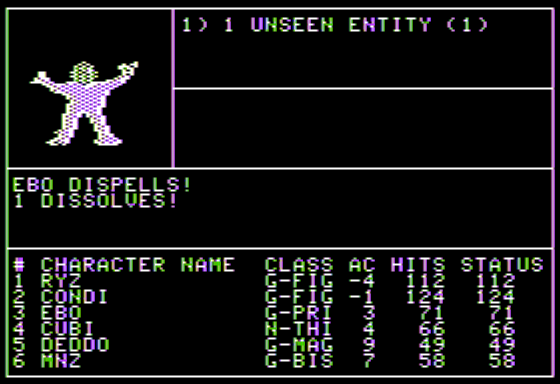 1) 1 UNSEEN ENTITY (1)
EBO DISPELLS!
1 DISSOLVES!
# CHARACTER NAME CLASS AC HITS STATUS
1 RYZ G-FIG -4 112 112
2 CONDI G-FIG -1 124 124
3 EBO G-PRI 3 71 71
4 CUBI N-THI 4 66 66
5 DEDDO G-MAG 9 49 49
6 MNZ G-BIS 7 58 58